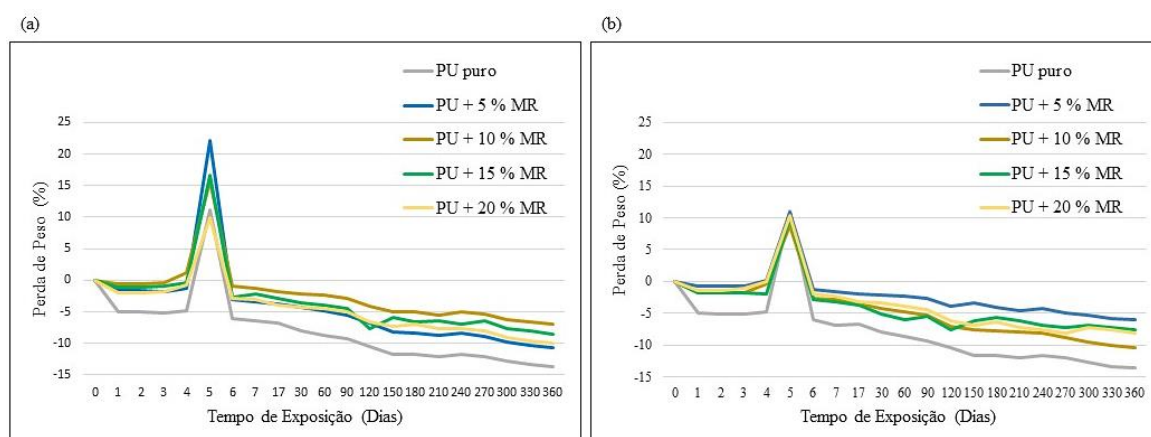 (a)
PU puro
PU + 5 % MR
PU + 10 % MR
PU + 15 % MR
PU + 20 % MR
Perda de Peso (%)
25
20
15
10
5
0
-5
-10
-15
0 1 2 3 4 5 6 7 17 30 60 90 120 150 180 210 240 270 300 330 360
Tempo de Exposição (Dias)
(b)
PU puro
PU + 5 % MR
PU + 10 % MR
PU + 15 % MR
PU + 20 % MR
Perda de Peso (%)
25
20
15
10
5
0
-5
-10
-15
0 1 2 3 4 5 6 7 17 30 60 90 120 150 180 210 240 270 300 330 360
Tempo de Exposição (Dias)